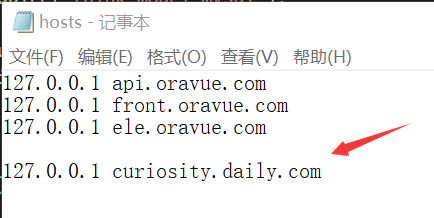 hosts - 记事本
文件(F) 编辑(E) 格式(O) 查看(V) 帮助(H)
127.0.0.1 api.oravue.com
127.0.0.1 front.oravue.com
127.0.0.1 ele.oravue.com
127.0.0.1 curiosity.daily.com